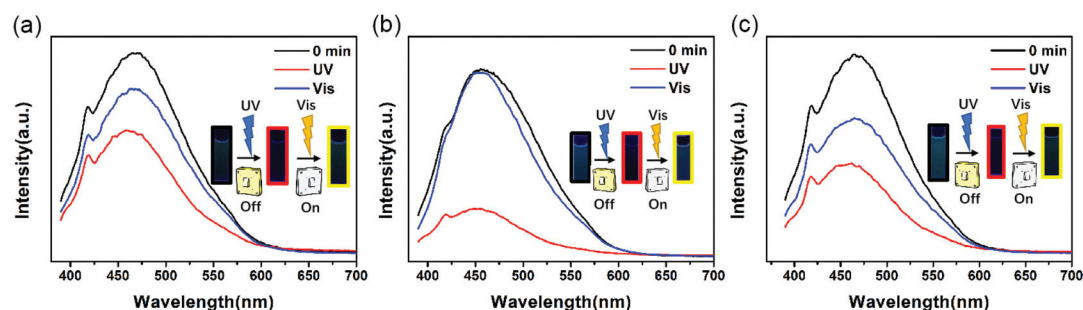 (a)
Intensity(a.u.)
0 min
UV
Vis
UV Vis
Off On
400 450 500 550 600 650 700
Wavelength(nm)
(b)
Intensity(a.u.)
0 min
UV
Vis
UV Vis
Off On
400 450 500 550 600 650 700
Wavelength(nm)
(c)
Intensity(a.u.)
0 min
UV
Vis
UV Vis
Off On
400 450 500 550 600 650 700
Wavelength(nm)